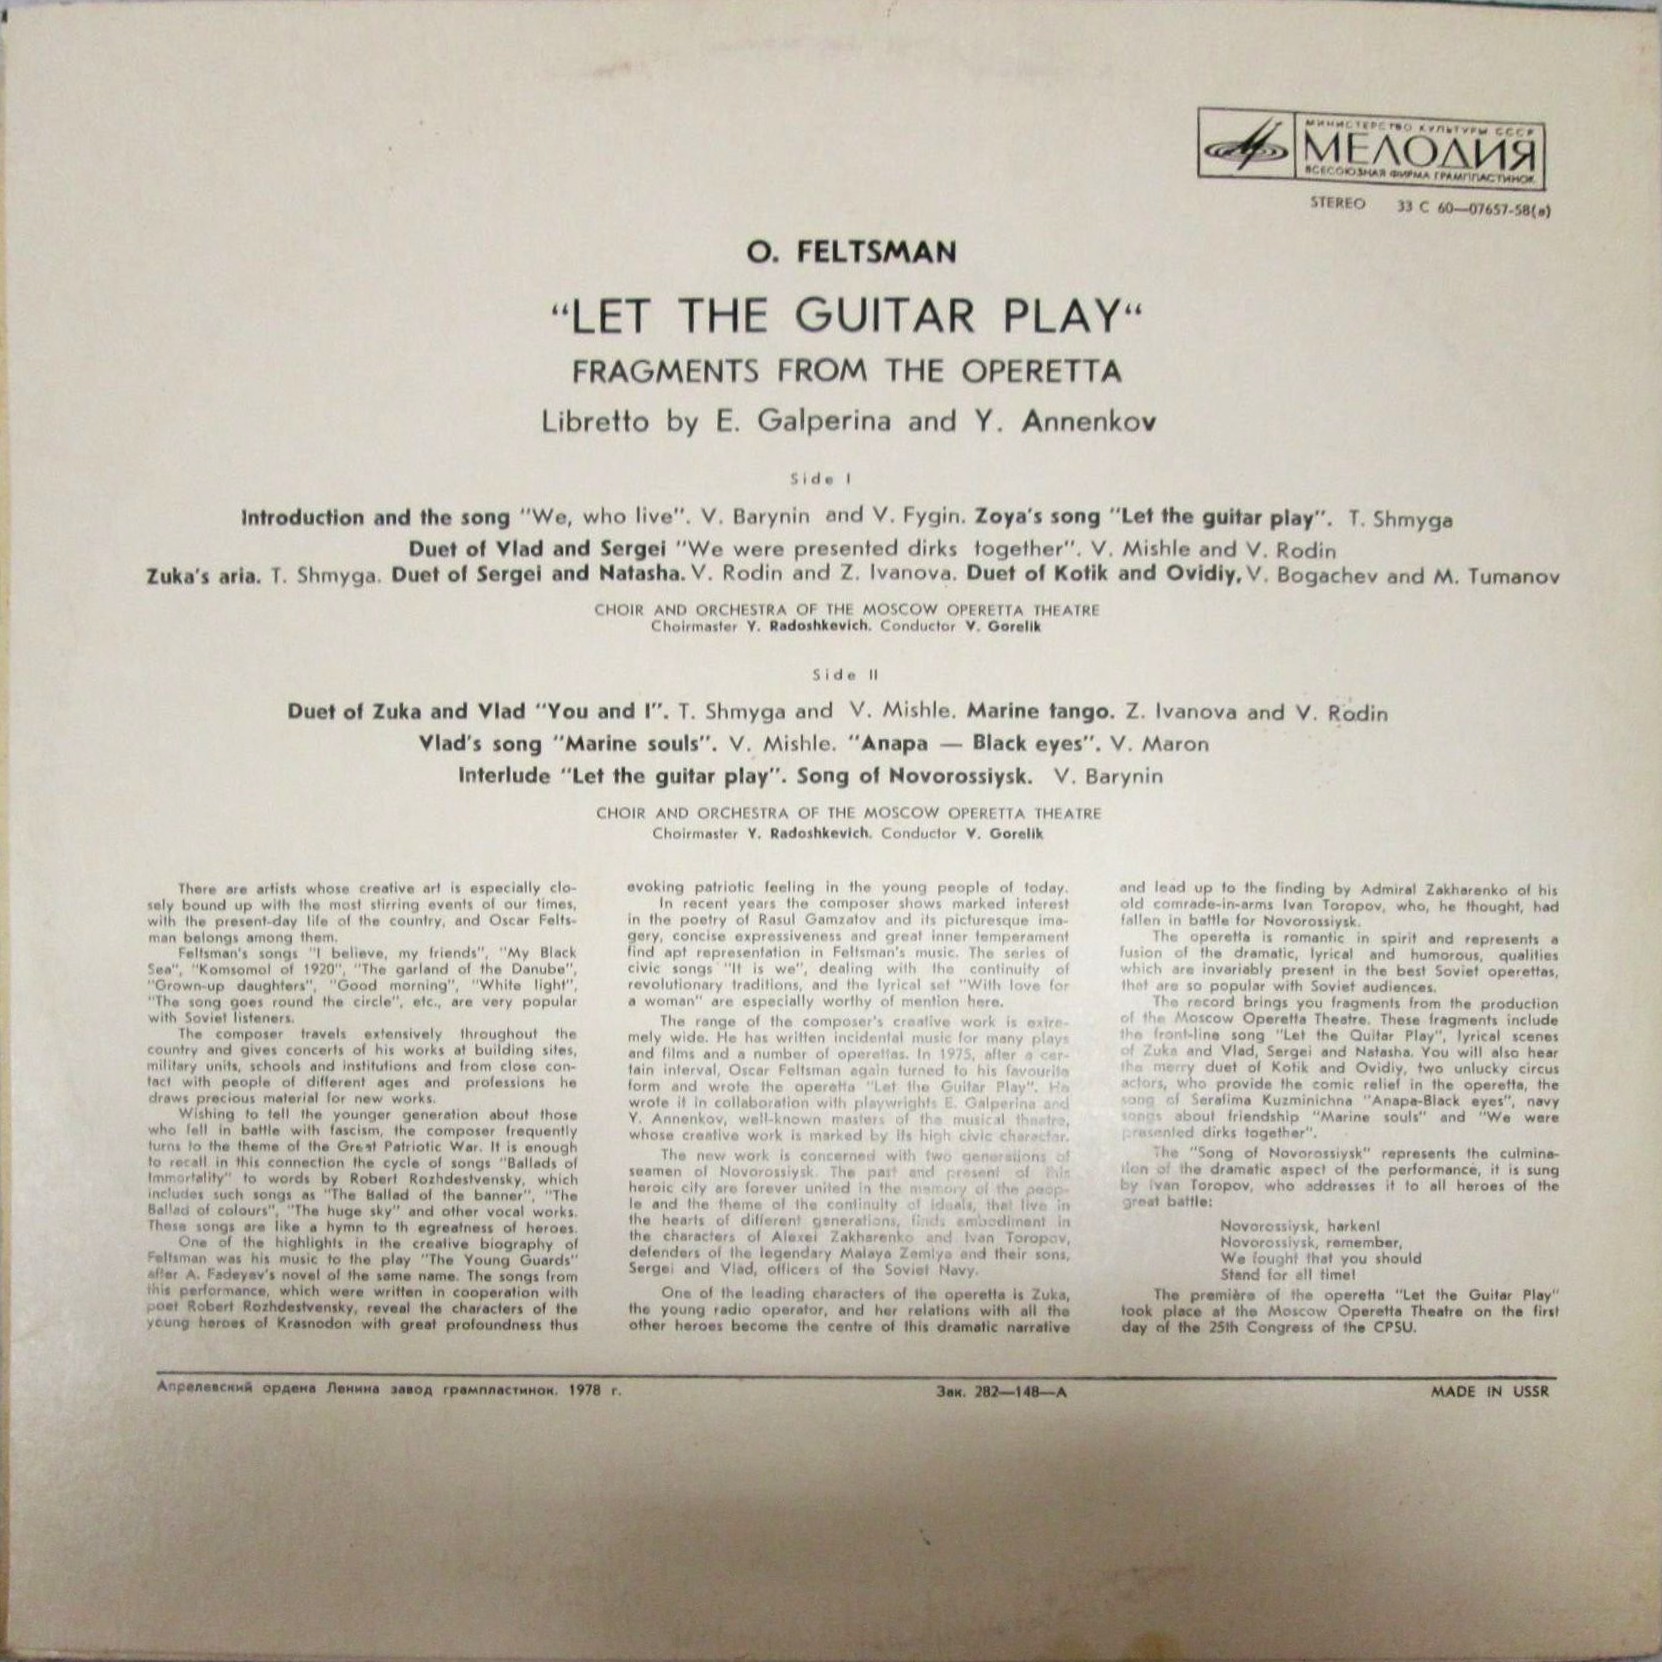 МИНИСТЕРСТВО КУЛЬТУРЫ СССР
МЕЛОДИЯ
ВСЕСОЮЗНАЯ ФИРМА ГРАМПЛАСТИНОК
STEREO 33 С 60—07657-58(а)
O. FELTSMAN
“LET THE GUITAR PLAY“
FRAGMENTS FROM THE OPERETTA
Libretto by E. Galperina and Y. Annenkov
Side I
Introduction and the song "We, who live". V. Barynin and V. Fygin. Zoya's song "Let the guitar play". T. Shmyga
Duet of Vlad and Sergei "We were presented dirks together". V. Mishle and V. Rodin
Zuka's aria. T. Shmyga. Duet of Sergei and Natasha. V. Rodin and Z. Ivanova. Duet of Kotik and Ovidiy. V. Bogachev and M. Tumanov
CHOIR AND ORCHESTRA OF THE MOSCOW OPERETTA THEATRE
Choirmaster Y. Radoshkevich. Conductor V. Gorelik
Side II
Duet of Zuka and Vlad "You and I". T. Shmyga and V. Mishle. Marine tango. Z. Ivanova and V. Rodin
Vlad's song "Marine souls". V. Mishle. "Anapa — Black eyes". V. Maron
Interlude "Let the guitar play". Song of Novorossiysk. V. Barynin
CHOIR AND ORCHESTRA OF THE MOSCOW OPERETTA THEATRE
Choirmaster Y. Radoshkevich. Conductor V. Gorelik
There are artists whose creative art is especially clo-
sely bound up with the most stirring events of our times,
with the present-day life of the country, and Oscar Felts-
man belongs among them.
Feltsman's songs "I believe, my friends", "My Black
Sea", "Komsomol of 1920", "The garland of the Danube",
"Grown-up daughters", "Good morning", "White light",
"The song goes round the circle", etc., are very popular
with Soviet listeners.
The composer travels extensively throughout the
country and gives concerts of his works at building sites,
military units, schools and institutions and from close con-
tact with people of different ages and professions he
draws precious material for new works.
Wishing to tell the younger generation about those
who fell in battle with fascism, the composer frequently
turns to the theme of the Great Patriotic War. It is enough
to recall in this connection the cycle of songs "Ballads of
Immortality" to words by Robert Rozhdestvensky, which
includes such songs as "The Ballad of the banner", "The
Ballad of colours", "The huge sky" and other vocal works.
These songs are like a hymn to th egreatness of heroes.
One of the highlights in the creative biography of
Feltsman was his music to the play "The Young Guards"
after A. Fadeyev's novel of the same name. The songs from
this performance, which were written in cooperation with
poet Robert Rozhdestvensky, reveal the characters of the
young heroes of Krasnodon with great profoundness thus
evoking patriotic feeling in the young people of today.
In recent years the composer shows marked interest
in the poetry of Rasul Gamzatov and its picturesque ima-
gery, concise expressiveness and great inner temperament
find apt representation in Feltsman's music. The series of
civic songs "It is we", dealing with the continuity of
revolutionary traditions, and the lyrical set "With love for
a woman" are especially worthy of mention here.
The range of the composer's creative work is extre-
mely wide. He has written incidental music for many plays
and films and a number of operettas. In 1975, after a cer-
tain interval, Oscar Feltsman again turned to his favourite
form and wrote the operetta "Let the Guitar Play". He
wrote it in collaboration with playwrights E. Galperina and
Y. Annenkov, well-known masters of the musical theatre,
whose creative work is marked by its high civic character.
The new work is concerned with two generations of
seamen of Novorossiysk. The past and present of this
heroic city are forever united in the memory of the peop-
le and the theme of the continuity of ideals, that live in
the hearts of different generations, finds embodiment in
the characters of Alexei Zakharenko and Ivan Toropov,
defenders of the legendary Malaya Zemlya and their sons,
Sergei and Vlad, officers of the Soviet Navy.
One of the leading characters of the operetta is Zuka,
the young radio operator, and her relations with all the
other heroes become the centre of this dramatic narrative
and lead up to the finding by Admiral Zakharenko of his
old comrade-in-arms Ivan Toropov, who, he thought, had
fallen in battle for Novorossiysk.
The operetta is romantic in spirit and represents a
fusion of the dramatic, lyrical and humorous, qualities
which are invariably present in the best Soviet operettas,
that are so popular with Soviet audiences.
The record brings you fragments from the production
of the Moscow Operetta Theatre. These fragments include
the front-line song "Let the Quitar Play", lyrical scenes
of Zuka and Vlad, Sergei and Natasha. You will also hear
the merry duet of Kotik and Ovidiy, two unlucky circus
actors, who provide the comic relief in the operetta, the
song of Serafima Kuzminichna "Anapa-Black eyes", navy
songs about friendship "Marine souls" and "We were
presented dirks together".
The "Song of Novorossiysk" represents the culmina-
tion of the dramatic aspect of the performance, it is sung
by Ivan Toropov, who addresses it to all heroes of the
great battle:
Novorossiysk, harken!
Novorossiysk, remember,
We fought that you should
Stand for all time!
The première of the operetta "Let the Guitar Play"
took place at the Moscow Operetta Theatre on the first
day of the 25th Congress of the CPSU.
Апрелевский ордена Ленина завод грампластинок. 1978 г. Зак. 282—148—А MADE IN USSR